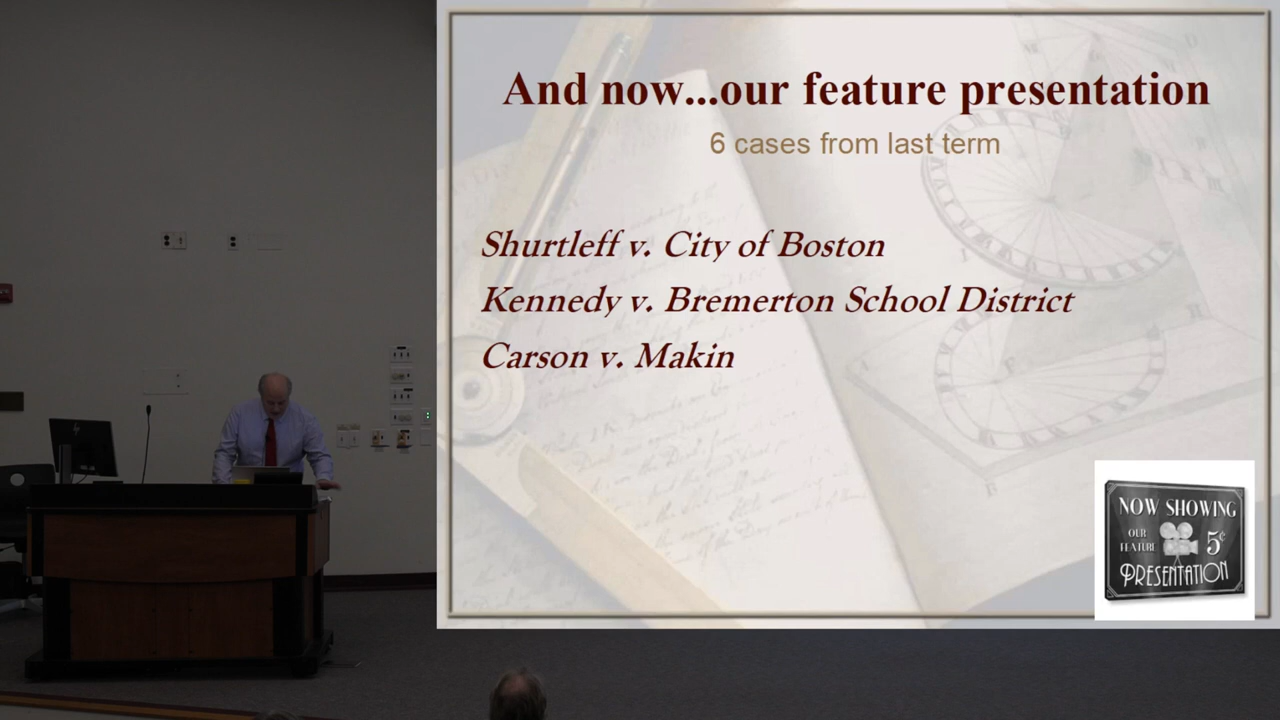 And now...our feature presentation
6 cases from last term
Shurtleff v. City of Boston
Kennedy v. Bremerton School District
Carson v. Makin
NOW SHOWING
OUR
FEATURE
5¢
PRESENTATION